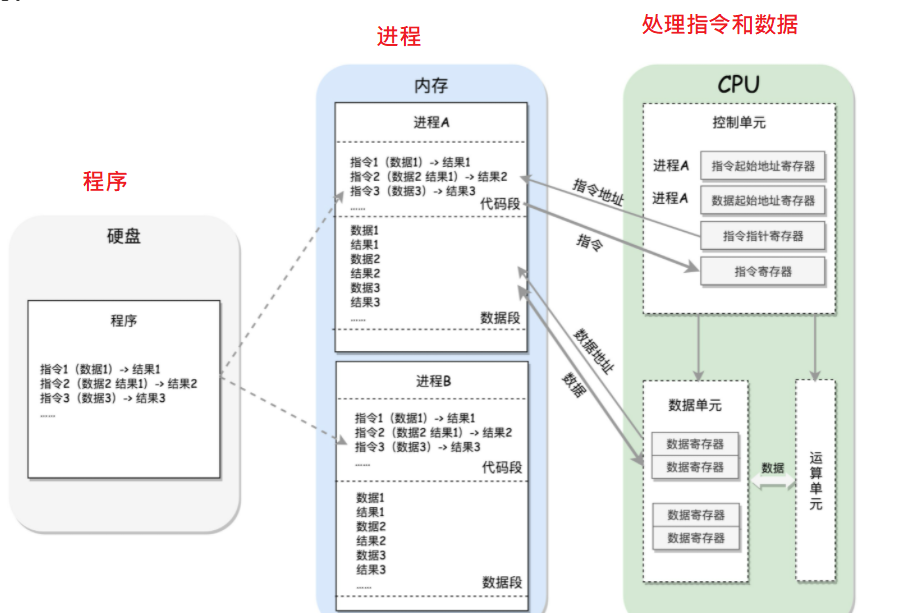 进程
处理指令和数据
程序
硬盘
程序
指令1（数据1）-> 结果1
指令2（数据2 结果1）-> 结果2
指令3（数据3）-> 结果3
……
内存
进程A
指令1（数据1）-> 结果1
指令2（数据2 结果1）-> 结果2
指令3（数据3）-> 结果3
……
代码段
数据1
结果1
数据2
结果2
数据3
结果3
……
数据段
进程B
指令1（数据1）-> 结果1
指令2（数据2 结果1）-> 结果2
指令3（数据3）-> 结果3
……
代码段
数据1
结果1
数据2
结果2
数据3
结果3
……
数据段
指令地址
指令
数据地址
数据
CPU
控制单元
进程A
指令起始地址寄存器
进程A
数据起始地址寄存器
指令指针寄存器
指令寄存器
数据单元
数据寄存器
数据寄存器
数据寄存器
数据寄存器
数据
运算单元